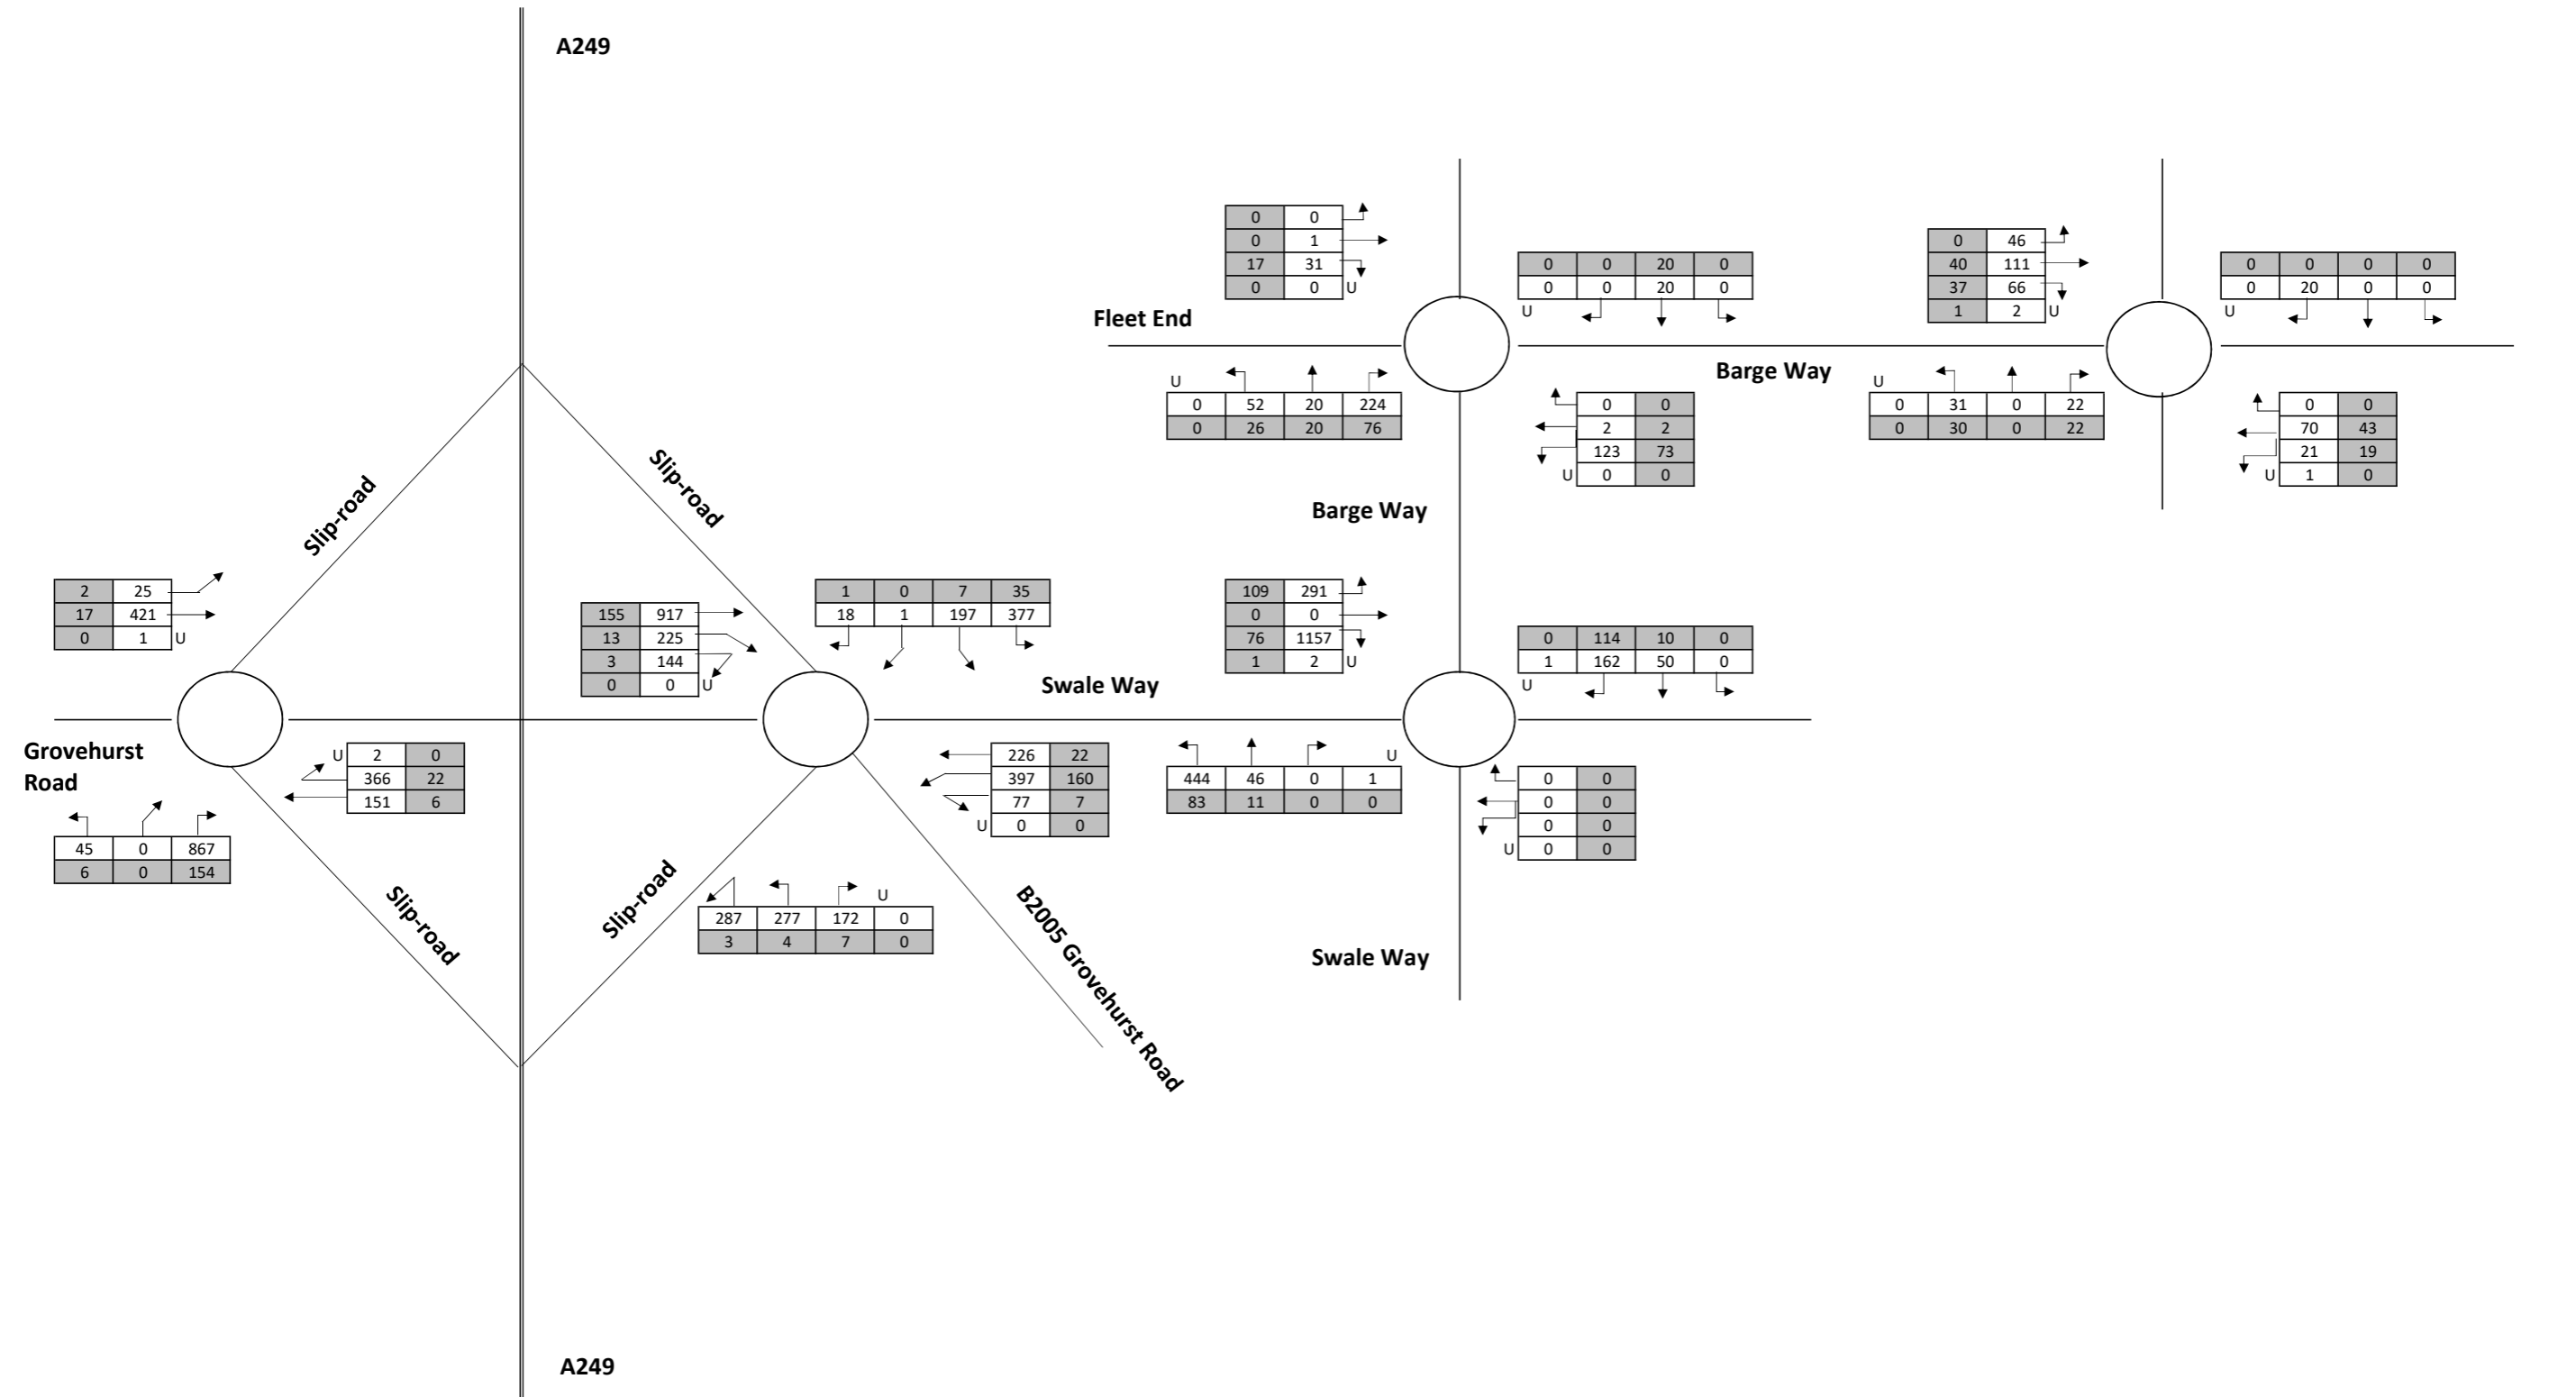 A249
0 0
0 1
17 31
0 0 U
0 0 20 0
0 0 20 0
U
0 46
40 111
37 66
1 2 U
0 0 0 0
0 20 0 0
U
Fleet End
Barge Way
U
0 52 20 224
0 26 20 76
0 0
2 2
123 73
U 0 0
U
0 31 0 22
0 30 0 22
0 0
70 43
21 19
U 1 0
Slip-road
Slip-road
Barge Way
2 25
17 421
0 1 U
155 917
13 225
3 144
0 0 U
1 0 7 35
18 1 197 377
109 291
0 0
76 1157
1 2 U
0 114 10 0
1 162 50 0
U
Swale Way
Grovehurst
Road
U 2 0
366 22
151 6
45 0 867
6 0 154
226 22
397 160
77 7
U 0 0
U
444 46 0 1
83 11 0 0
0 0
0 0
0 0
U 0 0
Slip-road
Slip-road
U
287 277 172 0
3 4 7 0
B2005 Grovehurst Road
Swale Way
A249